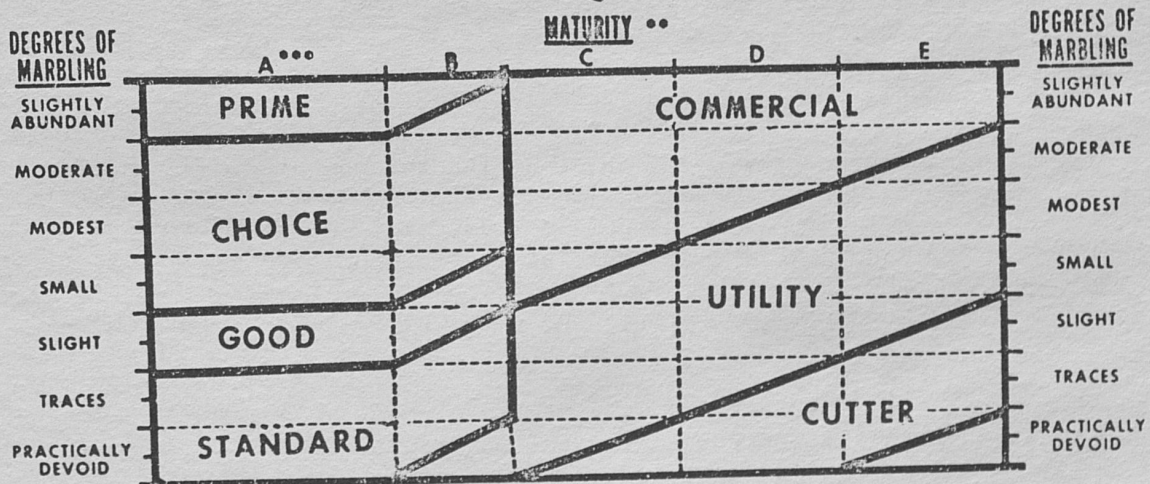 MATURITY ••
DEGREES OF
MARBLING
DEGREES OF
MARBLING
A•••
B
C
D
E
SLIGHTLY
ABUNDANT
PRIME
COMMERCIAL
SLIGHTLY
ABUNDANT
MODERATE
MODERATE
MODEST
CHOICE
MODEST
SMALL
UTILITY
SMALL
SLIGHT
GOOD
SLIGHT
TRACES
CUTTER
TRACES
PRACTICALLY
DEVOID
STANDARD
PRACTICALLY
DEVOID